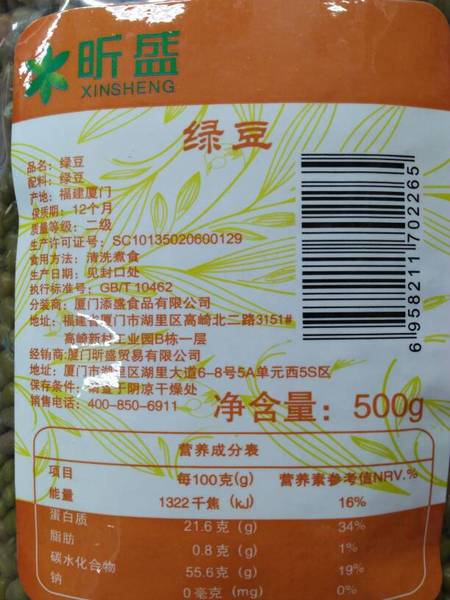 昕盛
XINSHENG
绿豆
品名：绿豆
配料：绿豆
产地：福建厦门
保质期：12个月
质量等级：二级
生产许可证号：SC10135020600129
食用方法：清洗煮食
生产日期：见封口处
执行标准号：GB/T 10462
分装商：厦门添盛食品有限公司
地址：福建省厦门市湖里区高崎北二路3151#
高崎新村工业园B栋一层
经销商:厦门昕盛贸易有限公司
地址：厦门市湖里区湖里大道6-8号5A单元西5S区
保存条件：于阴凉干燥处
销售电话：400-850-6911
6 958211 702265
净含量：500g
营养成分表
项目 每100克(g) 营养素参考值NRV.%
能量 1322千焦 (kJ) 16%
蛋白质 21.6克 (g) 34%
脂肪 0.8克 (g) 1%
碳水化合物 55.6克 (g) 19%
钠 0毫克 (mg) 0%